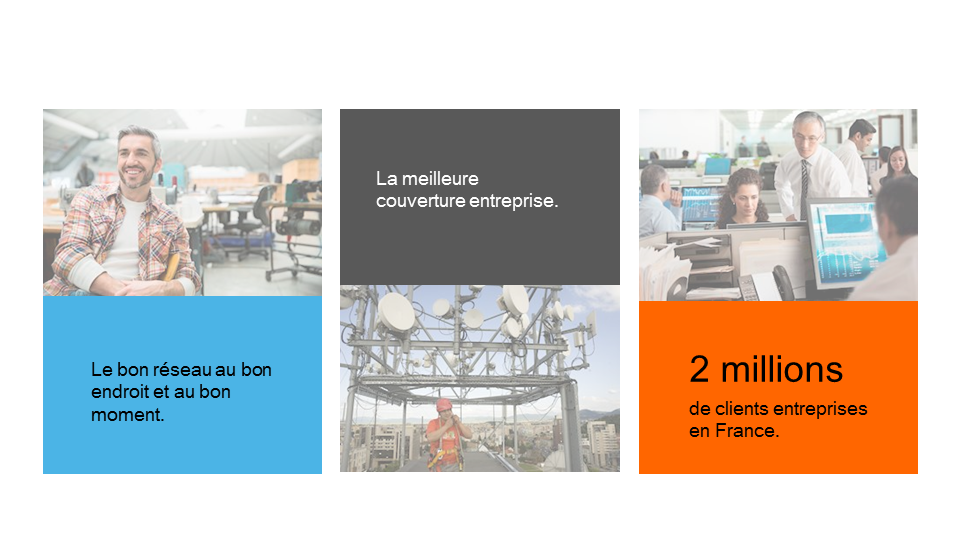 Le bon réseau au bon
endroit et au bon
moment.
La meilleure
couverture entreprise.
2 millions
de clients entreprises
en France.